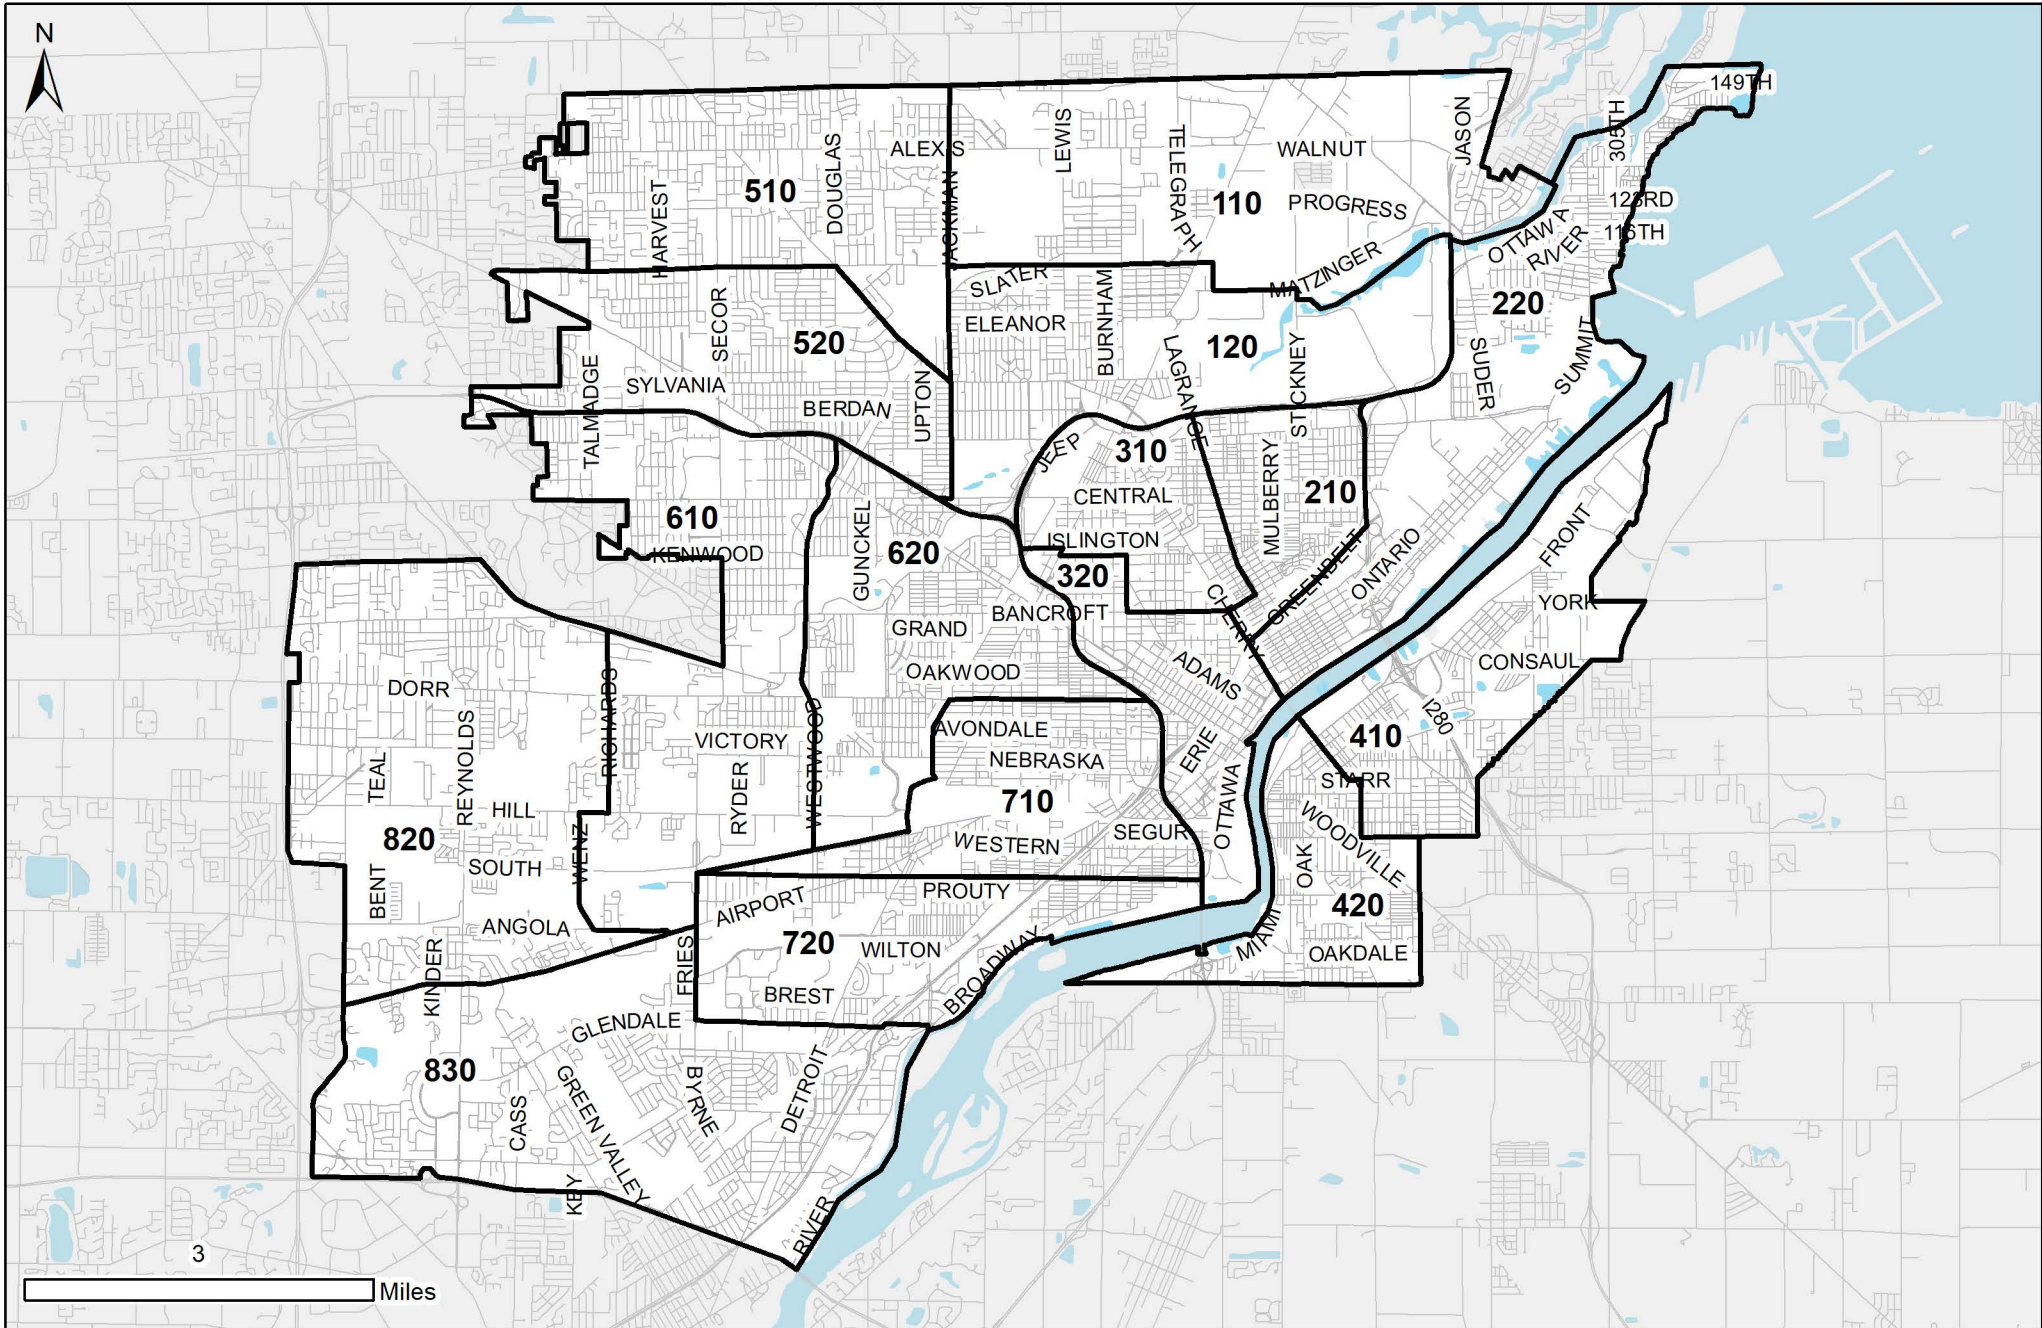 N
149TH
305TH
JASON
LEWIS
TELEGRAPH
WALNUT
ALEXIS
DOUGLAS
510
HARVEST
JACKMAN
110
PROGRESS
123RD
116TH
OTTAWA
RIVER
MATZINGER
SLATER
220
ELEANOR
BURNHAM
SECOR
520
120
LAGRANGE
STICKNEY
SUDER
SUMMIT
SYLVANIA
TALMADGE
BERDAN
UPTON
JEEP
310
MULBERRY
CENTRAL
210
610
GUNCKEL
620
ISLINGTON
KENWOOD
320
FRONT
ONTARIO
GREENBELT
CHERRY
BANCROFT
YORK
GRAND
OAKWOOD
ADAMS
CONSAUL
DORR
RICHARDS
I280
REYNOLDS
VICTORY
WESTWOOD
AVONDALE
NEBRASKA
ERIE
410
TEAL
RYDER
STARR
HILL
710
OTTAWA
WOODVILLE
820
WENZ
WESTERN
SEGUR
SOUTH
OAK
BENT
PROUTY
420
AIRPORT
ANGOLA
720
WILTON
BROADWAY
MIAMI
OAKDALE
KINDER
FRIES
BREST
GLENDALE
830
GREEN VALLEY
BYRNE
DETROIT
CASS
KEY
RIVER
3
Miles